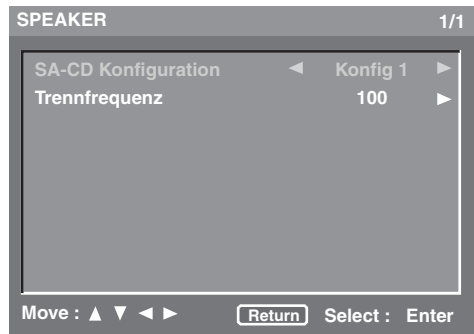 SPEAKER 1/1
SA-CD Konfiguration ◄ Konfig 1 ►
Trennfrequenz 100 ►
Move : ▲ ▼ ◄ ► Return Select : Enter